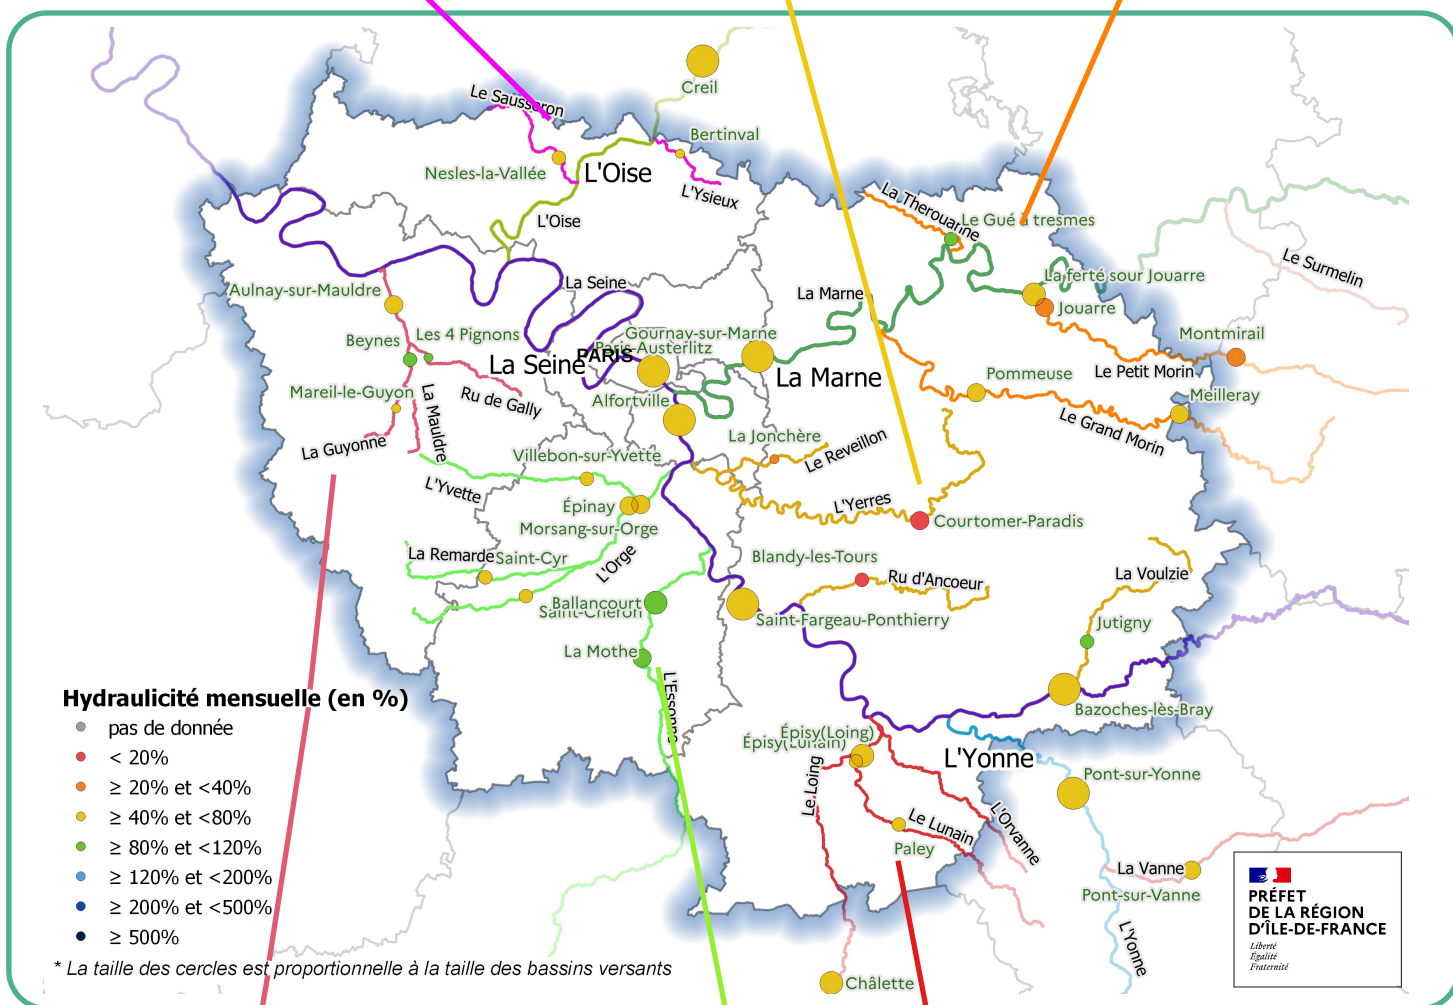 Creil
Le Sausseron
Bertinval
Nesles-la-Vallée
L'Oise
L'Ysieux
L'Oise
La Therouanne
Le Gué à tresmes
La Seine
La Marne
La ferté sour Jouarre
Le Surmelin
Aulnay-sur-Mauldre
Jouarre
Beynes
Les 4 Pignons
Gournay-sur-Marne
Montmirail
Paris-Austerlitz
PARIS
La Seine
La Marne
Le Petit Morin
Pommeuse
Mareil-le-Guyon
Ru de Gally
Alfortville
Meilleray
La Mauldre
La Jonchère
Le Reveillon
Le Grand Morin
La Guyonne
Villebon-sur-Yvette
L'Yvette
L'Yerres
Épinay
Courtomer-Paradis
Morsang-sur-Orge
La Remarde
Saint-Cyr
L'Orge
Blandy-les-Tours
Ru d'Ancoeur
La Voulzie
Ballancourt
Saint-Chéron
Saint-Fargeau-Ponthierry
Jutigny
La Mothe
L'Essonne
Bazoches-lès-Bray
Épisy(Loing)
Épisy(Lunain)
L'Yonne
Pont-sur-Yonne
Le Loing
Le Lunain
L'Orvanne
Paley
La Vanne
Pont-sur-Vanne
L'Yonne
Châlette
Hydraulicité mensuelle (en %)
pas de donnée
< 20%
≥ 20% et <40%
≥ 40% et <80%
≥ 80% et <120%
≥ 120% et <200%
≥ 200% et <500%
≥ 500%
* La taille des cercles est proportionnelle à la taille des bassins versants
PRÉFET
DE LA RÉGION
D'ÎLE-DE-FRANCE
Liberté
Égalité
Fraternité